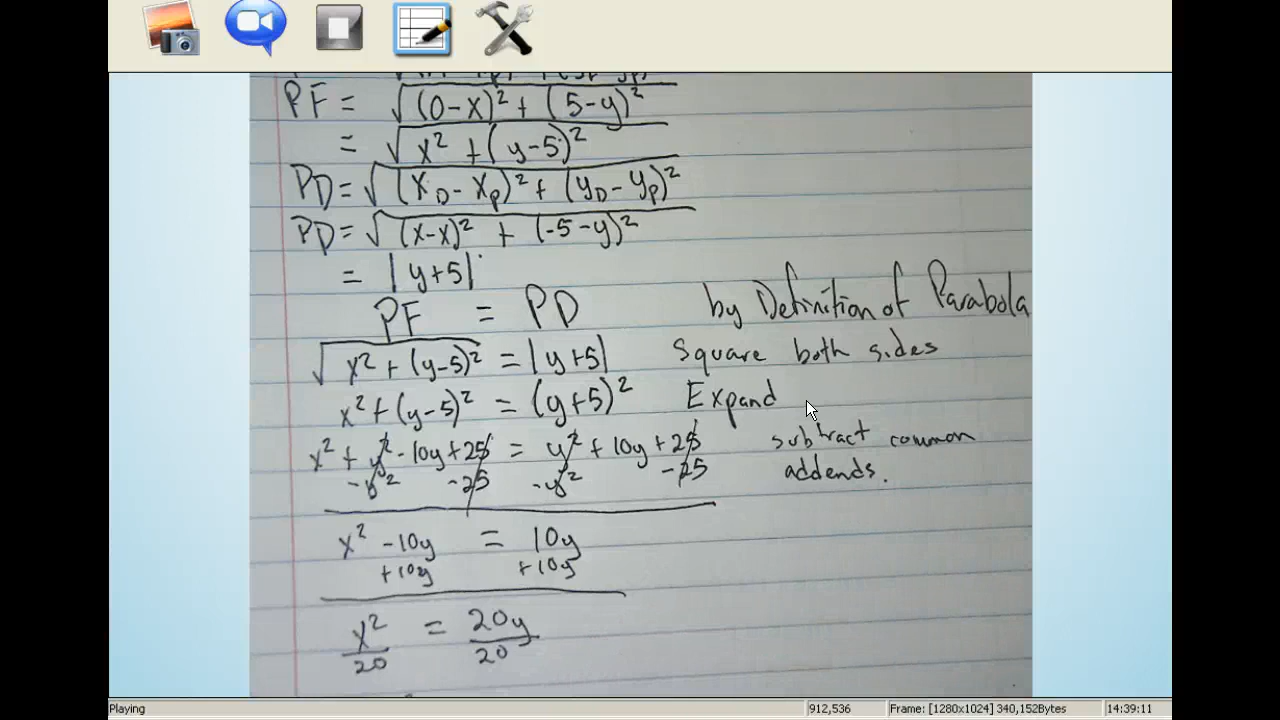 PF = √(0-x)² + (5-y)²
= √x² + (y-5)²
PD = √(x_D - x_p)² + (y_D - y_p)²
PD = √(x-x)² + (-5-y)²
= |y+5|
PF = PD by Definition of Parabola
√x² + (y-5)² = |y+5| Square both sides
x² + (y-5)² = (y+5)² Expand
x² + y² - 10y + 25 = y² + 10y + 25 subtract common
-y² -25 -y² -25 addends.
x² - 10y = 10y
+10y +10y
x² = 20y
20 20
Playing 912,536 Frame: [1280x1024] 340,152Bytes 14:39:11